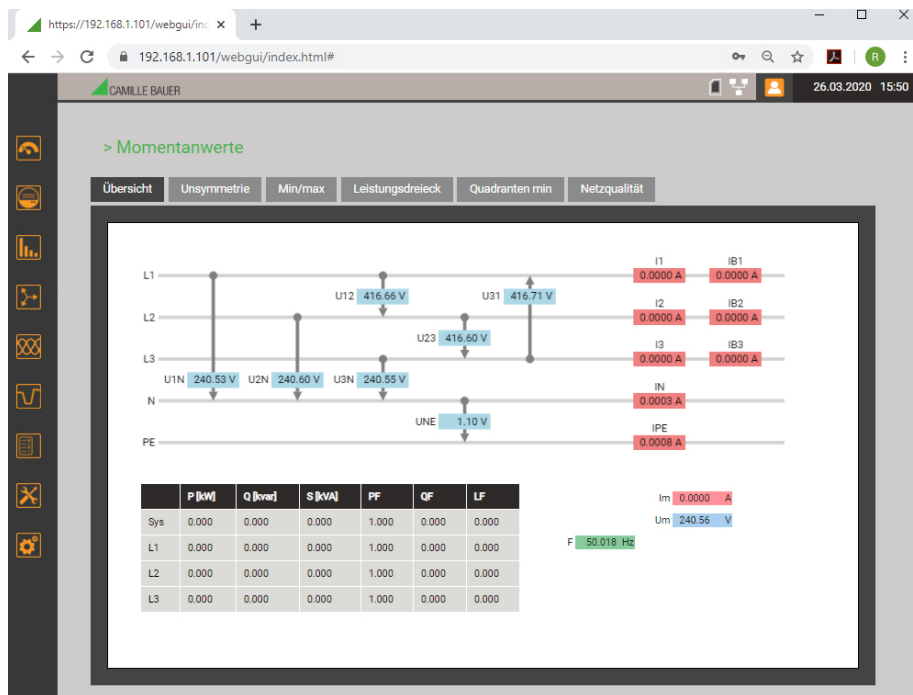 https://192.168.1.101/webgui/ind
192.168.1.101/webgui/index.html#
R
CAMILLE BAUER
26.03.2020 15:50
> Momentanwerte
Übersicht Unsymmetrie Min/max Leistungsdreieck Quadranten min Netzqualität
I1 IB1
L1 0.0000 A 0.0000 A
U12 416.66 V U31 416.71 V
I2 IB2
L2 0.0000 A 0.0000 A
U23 416.60 V
I3 IB3
L3 0.0000 A 0.0000 A
U1N 240.53 V U2N 240.60 V U3N 240.55 V
IN
N 0.0003 A
UNE 1.10 V
IPE
PE 0.0008 A
P [kW] Q [kvar] S [kVA] PF QF LF
Sys 0.000 0.000 0.000 1.000 0.000 0.000
L1 0.000 0.000 0.000 1.000 0.000 0.000
L2 0.000 0.000 0.000 1.000 0.000 0.000
L3 0.000 0.000 0.000 1.000 0.000 0.000
Im 0.0000 A
Um 240.56 V
F 50.018 Hz